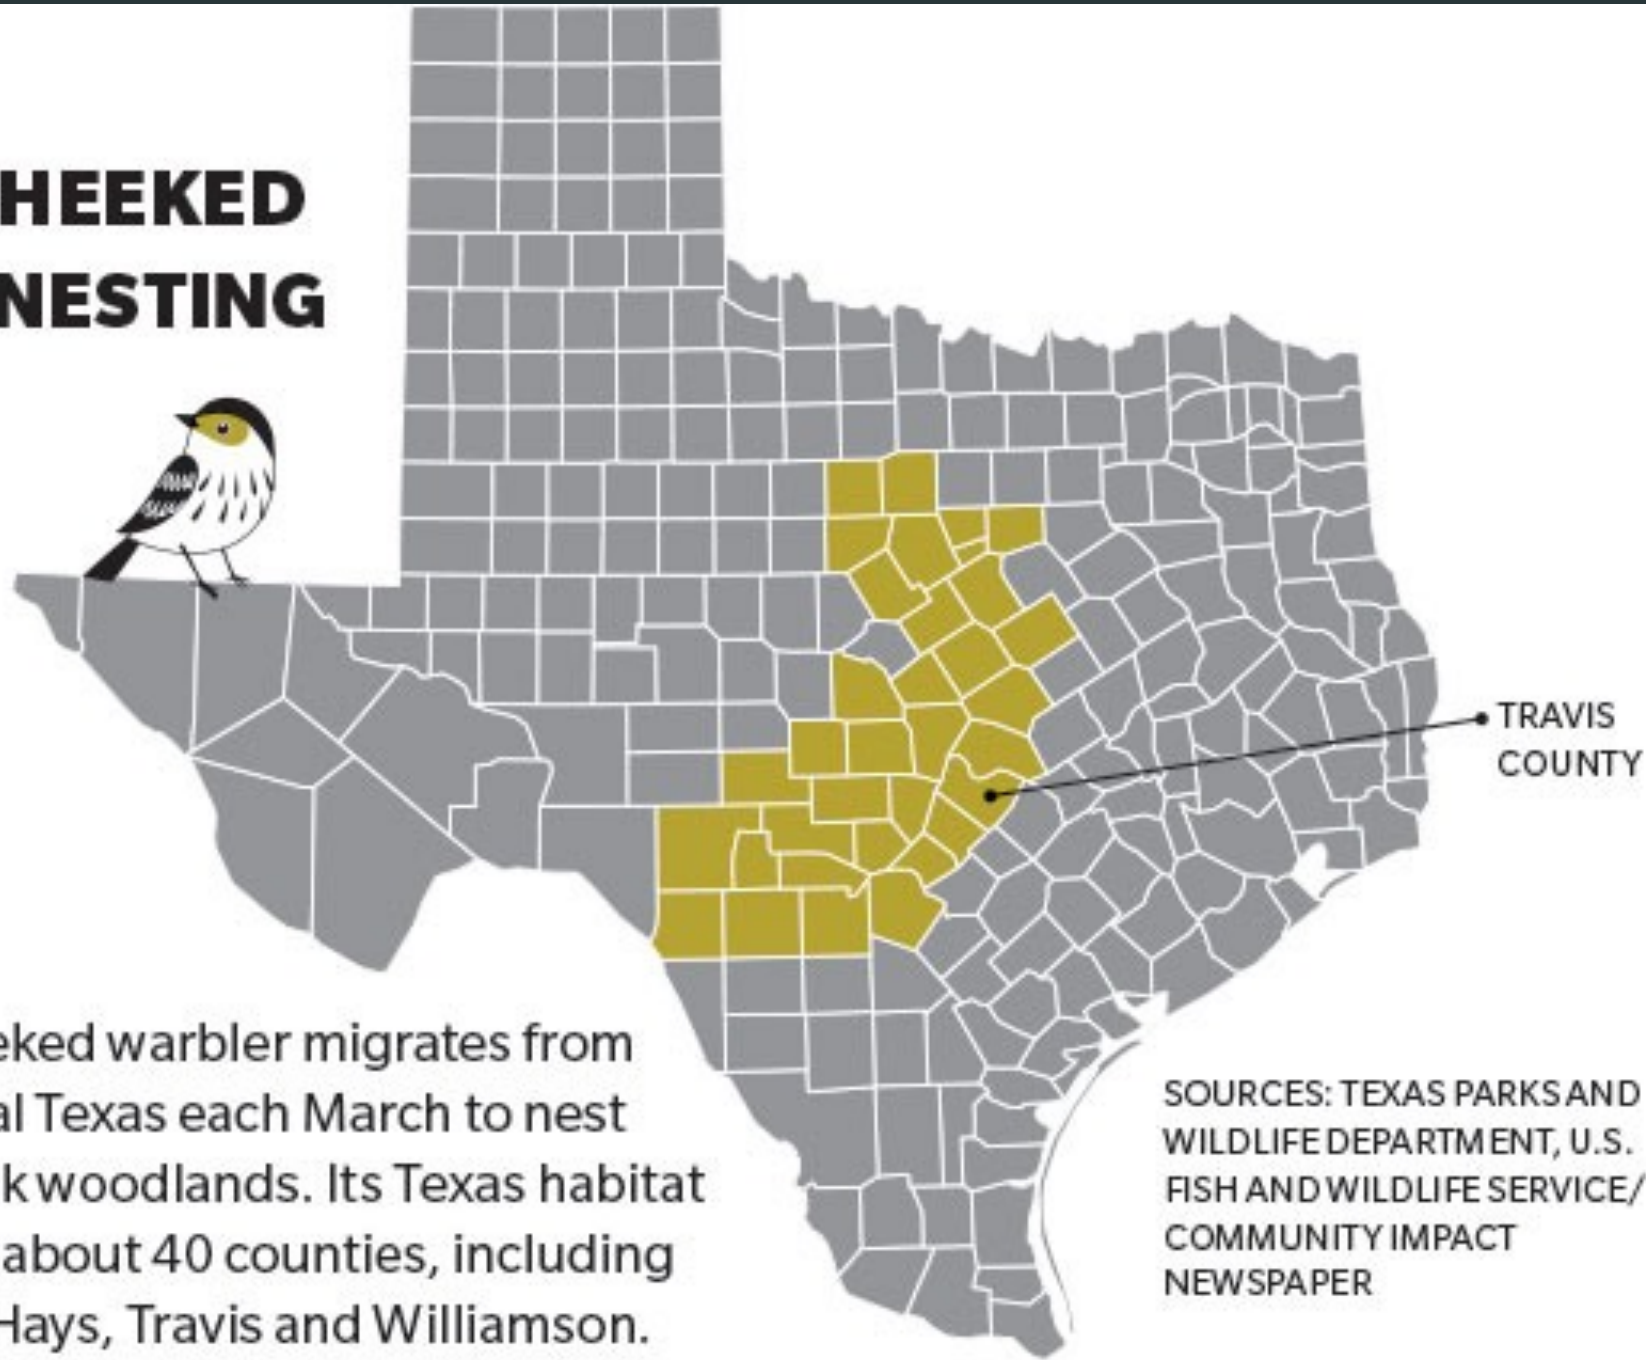 HEEKED
NESTING
TRAVIS
COUNTY
eked warbler migrates from
al Texas each March to nest
k woodlands. Its Texas habitat
about 40 counties, including
Hays, Travis and Williamson.
SOURCES: TEXAS PARKS AND
WILDLIFE DEPARTMENT, U.S.
FISH AND WILDLIFE SERVICE/
COMMUNITY IMPACT
NEWSPAPER